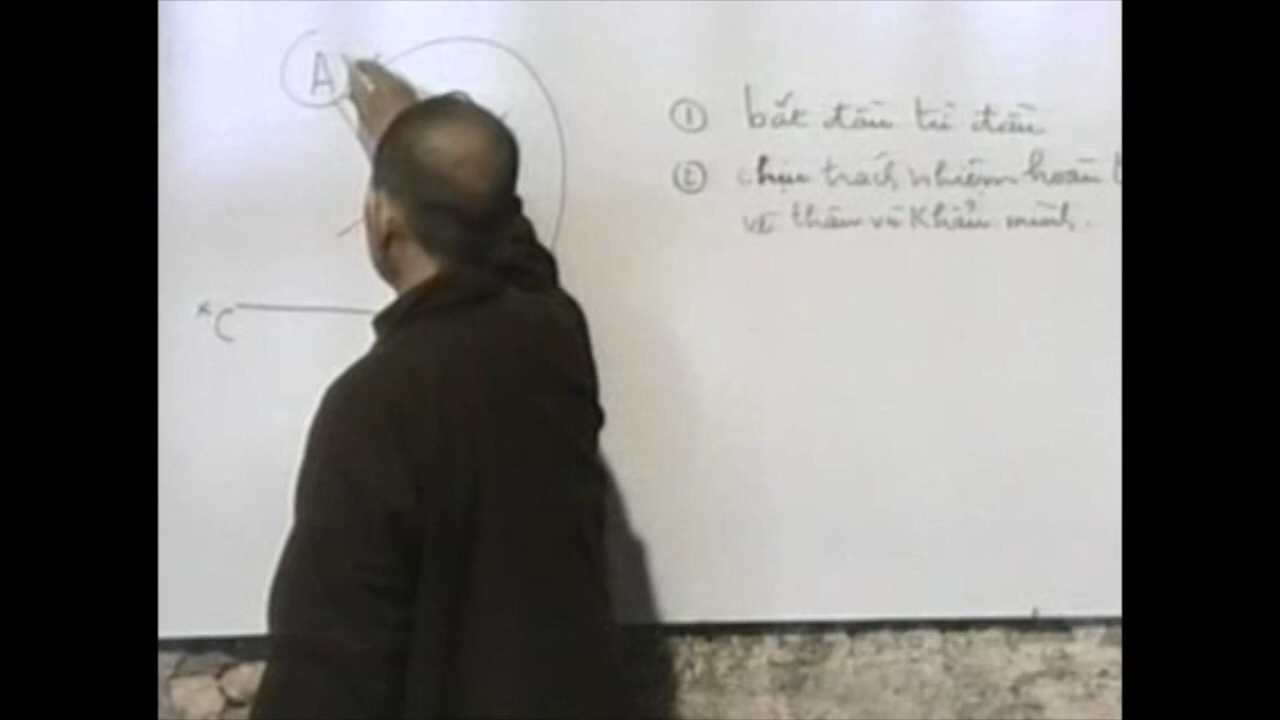 A
C
① bắt đầu từ đầu
② chịu trách nhiệm hoàn t
về thân và khẩu mình.